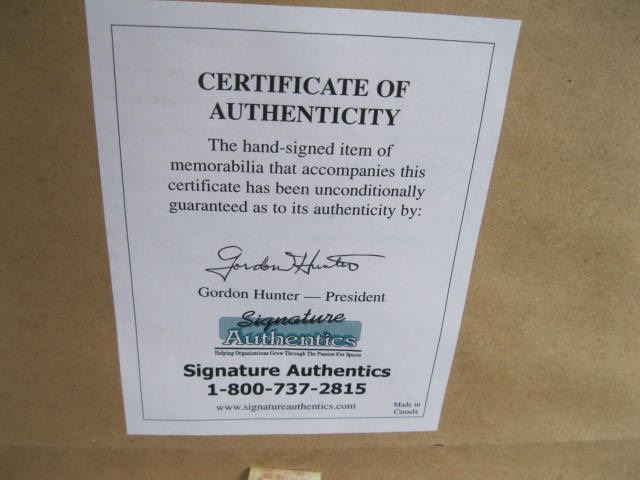 CERTIFICATE OF
AUTHENTICITY
The hand-signed item of
memorabilia that accompanies this
certificate has been unconditionally
guaranteed as to its authenticity by:
Gordon Hunter
Gordon Hunter — President
Signature
Authentics
Helping Organizations Grow Through The Passion For Sports
Signature Authentics
1-800-737-2815
www.signatureauthentics.com
Made in
Canada